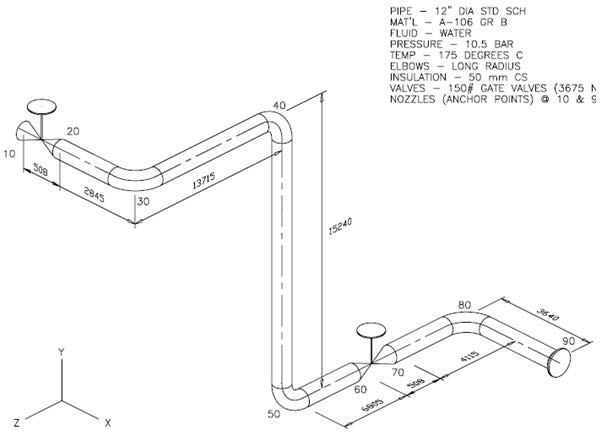 PIPE - 12" DIA STD SCH
MAT'L - A-106 GR B
FLUID - WATER
PRESSURE - 10.5 BAR
TEMP - 175 DEGREES C
ELBOWS - LONG RADIUS
INSULATION - 50 mm CS
VALVES - 150# GATE VALVES (3675 N
NOZZLES (ANCHOR POINTS) @ 10 & 9
40
20
10
508
2845
13715
30
15240
80
3640
90
4115
70
508
60
6805
50
Y
Z
X